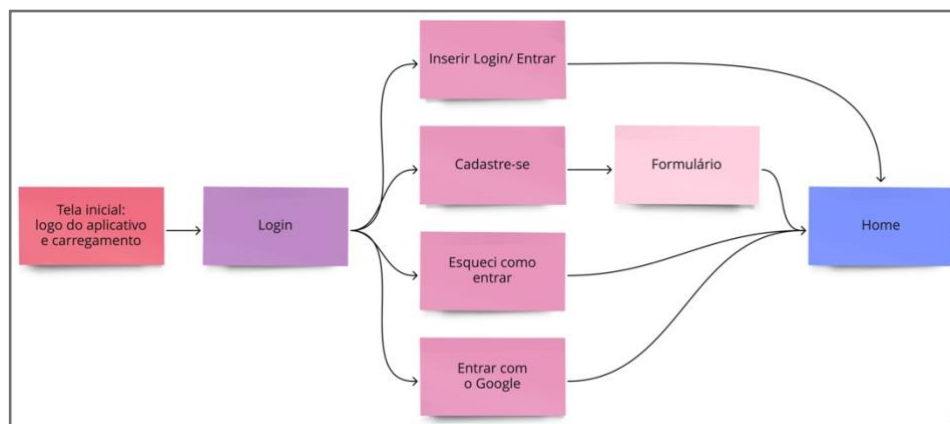 Tela inicial:
logo do aplicativo
e carregamento
Login
Inserir Login/ Entrar
Cadastre-se
Formulário
Esqueci como
entrar
Entrar com
o Google
Home